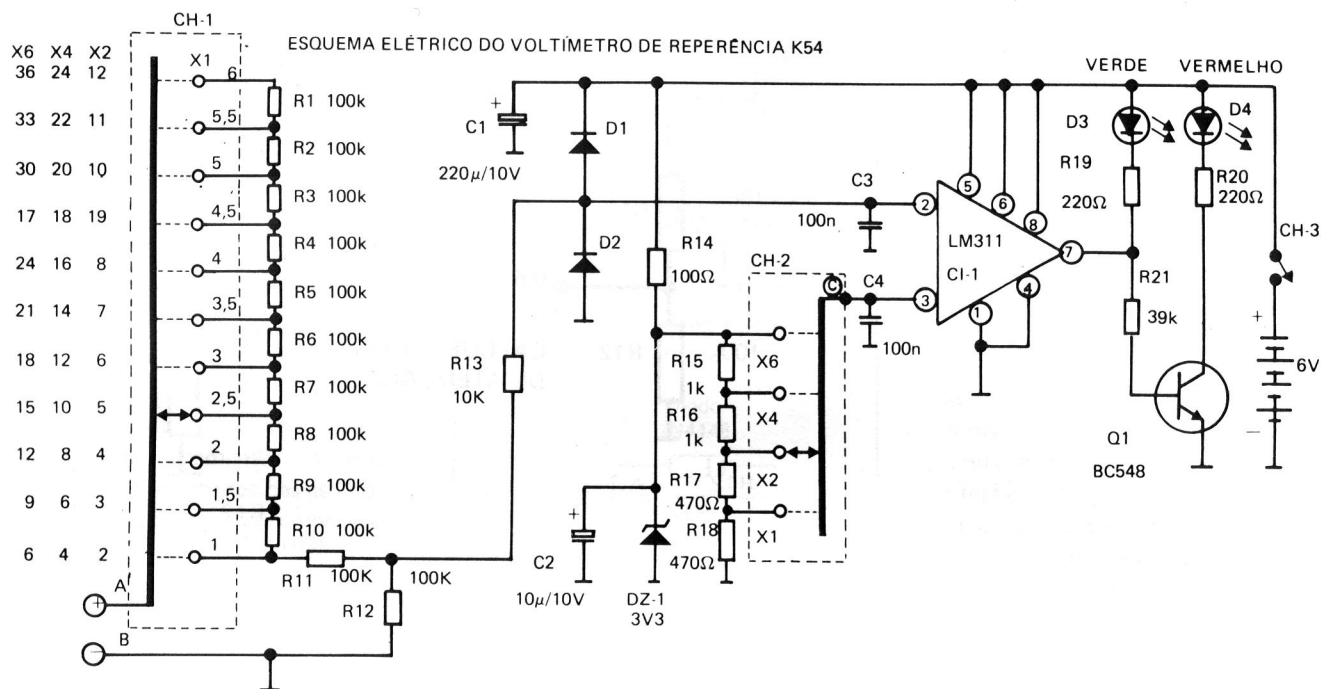 CH-1
ESQUEMA ELÉTRICO DO VOLTÍMETRO DE REPERÊNCIA K54
X6 X4 X2 X1
36 24 12 6
33 22 11 5,5
30 20 10 5
17 18 19 4,5
24 16 8 4
21 14 7 3,5
18 12 6 3
15 10 5 2,5
12 8 4 2
9 6 3 1,5
6 4 2 1
R1 100k
R2 100k
R3 100k
R4 100k
R5 100k
R6 100k
R7 100k
R8 100k
R9 100k
R10 100k
R11
100K
100K
R12
A
+
B
+
C1
220µ/10V
D1
D2
R13
10K
R14
100Ω
+
C2
10µ/10V
DZ-1
3V3
R15
1k
R16
1k
R17
470Ω
R18
470Ω
CH-2
C
X6
X4
X2
X1
C3
100n
C4
100n
2
3
5
6
8
7
4
1
LM311
CI-1
VERDE VERMELHO
D3
D4
R19
220Ω
R20
220Ω
R21
39k
Q1
BC548
CH-3
+
6V
−